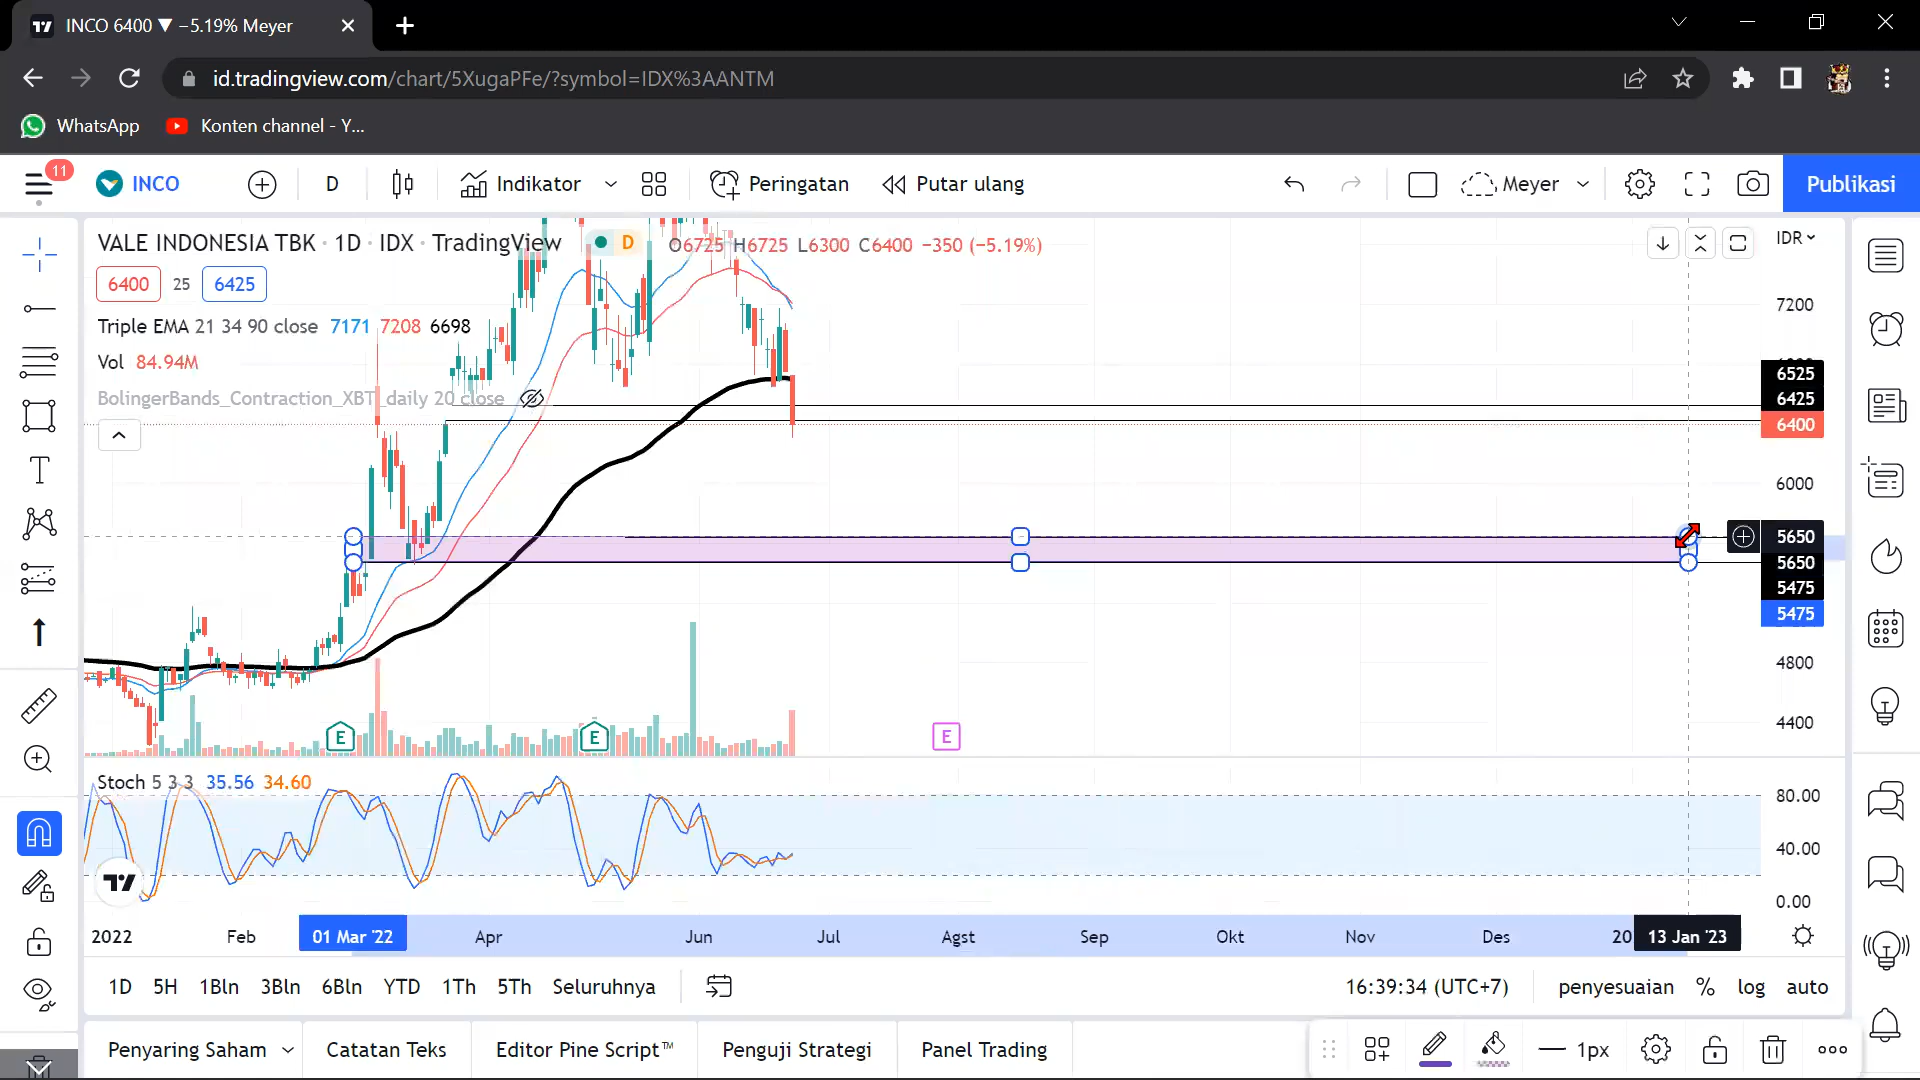 INCO 6400 ▼ −5.19% Meyer
id.tradingview.com/chart/5XugaPFe/?symbol=IDX%3AANTM
WhatsApp
Konten channel - Y...
11
INCO
D
Indikator
Peringatan
Putar ulang
Meyer
Publikasi
VALE INDONESIA TBK · 1D · IDX · TradingView
D
O6725 H6725 L6300 C6400 −350 (−5.19%)
IDR
6400
25
6425
7200
Triple EMA 21 34 90 close 7171 7208 6698
Vol 84.94M
6525
BolingerBands_Contraction_XBT_daily 20 close
6425
6400
6000
5650
5650
5475
5475
4800
4400
E
E
E
Stoch 5 3 3 35.56 34.60
80.00
40.00
0.00
2022
Feb
01 Mar '22
Apr
Jun
Jul
Agst
Sep
Okt
Nov
Des
20
13 Jan '23
1D
5H
1Bln
3Bln
6Bln
YTD
1Th
5Th
Seluruhnya
16:39:34 (UTC+7)
penyesuaian
%
log
auto
Penyaring Saham
Catatan Teks
Editor Pine Script™
Penguji Strategi
Panel Trading
1px